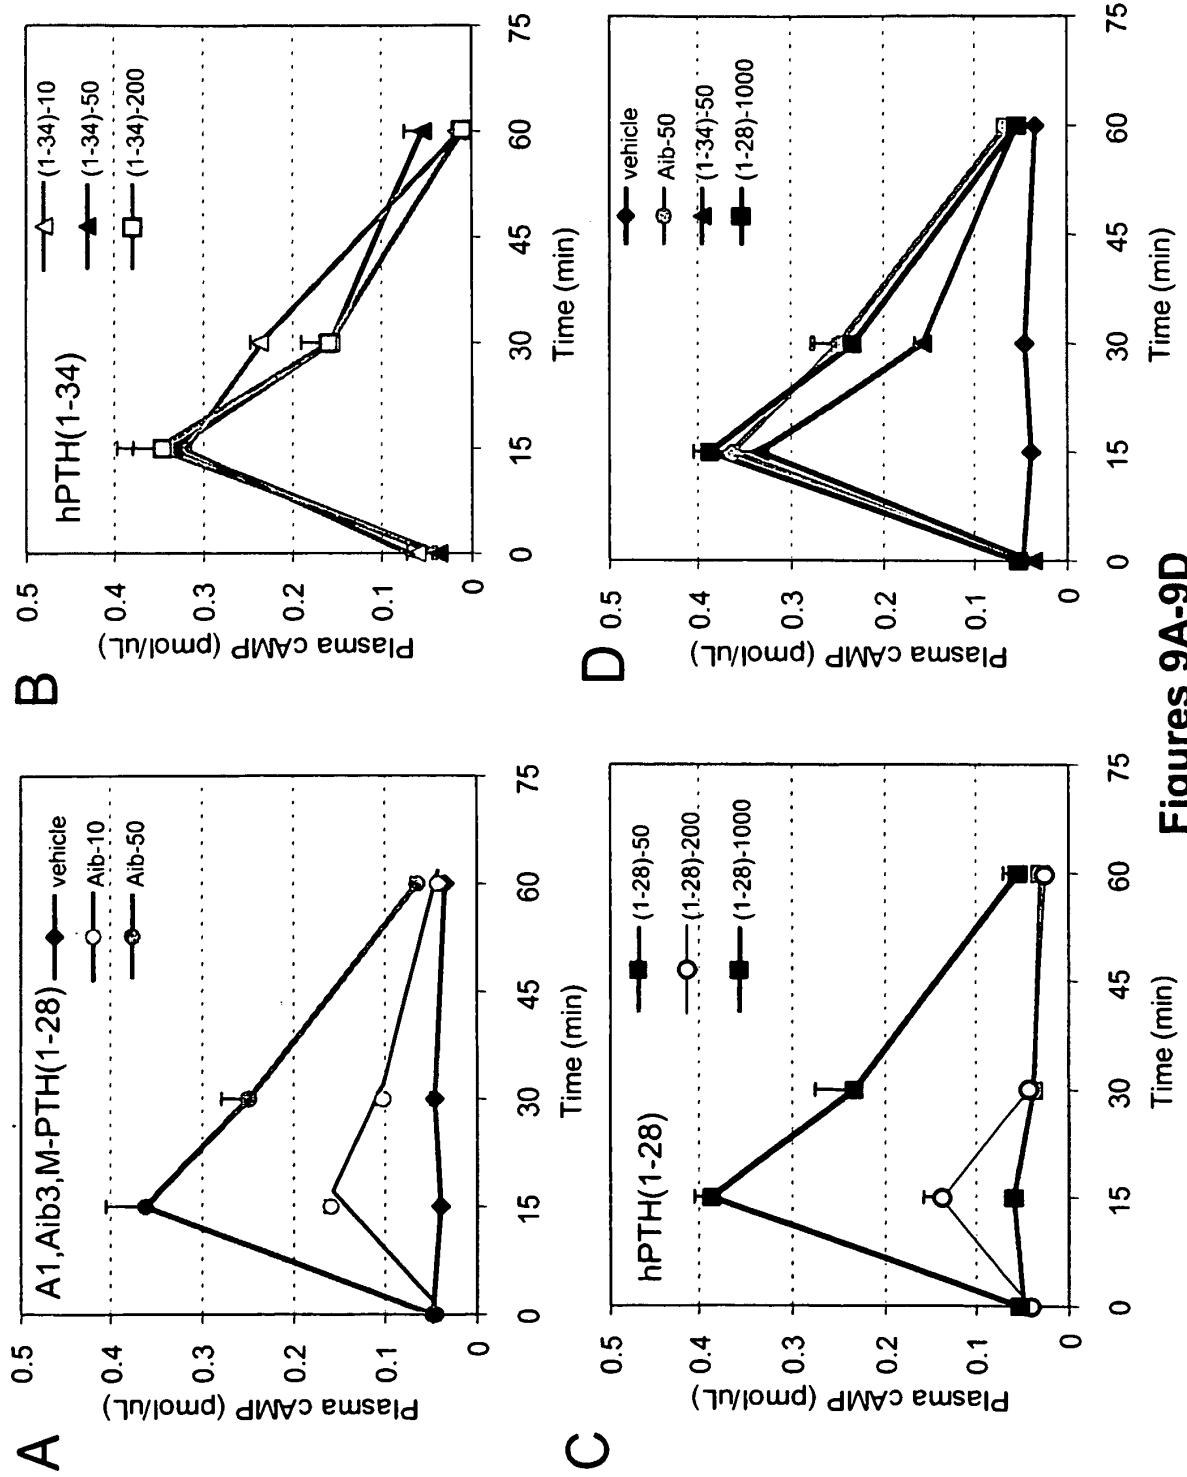 A
A1,Aib3,M-PTH(1-28)
vehicle
Aib-10
Aib-50
Plasma cAMP (pmol/uL)
0.5
0.4
0.3
0.2
0.1
0
0 15 30 45 60 75
Time (min)
B
hPTH(1-34)
(1-34)-10
(1-34)-50
(1-34)-200
Plasma cAMP (pmol/uL)
0.5
0.4
0.3
0.2
0.1
0
0 15 30 45 60 75
Time (min)
C
hPTH(1-28)
(1-28)-50
(1-28)-200
(1-28)-1000
Plasma cAMP (pmol/uL)
0.5
0.4
0.3
0.2
0.1
0
0 15 30 45 60 75
Time (min)
D
vehicle
Aib-50
(1-34)-50
(1-28)-1000
Plasma cAMP (pmol/uL)
0.5
0.4
0.3
0.2
0.1
0
0 15 30 45 60 75
Time (min)
Figures 9A-9D